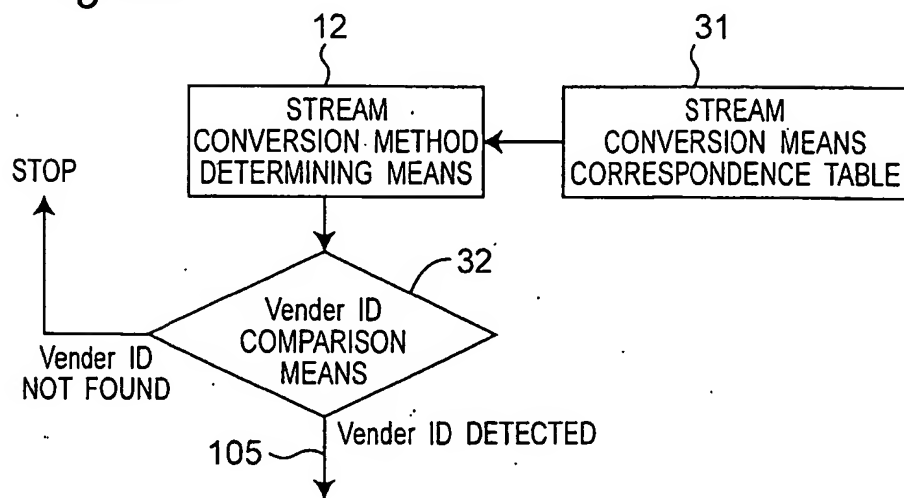 12
31
STREAM
CONVERSION METHOD
DETERMINING MEANS
STREAM
CONVERSION MEANS
CORRESPONDENCE TABLE
STOP
32
Vender ID
COMPARISON
MEANS
Vender ID
NOT FOUND
Vender ID DETECTED
105